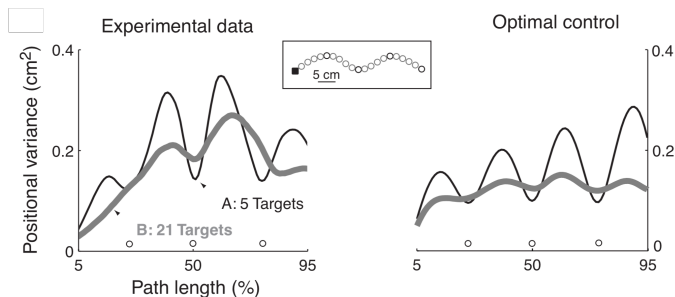 Experimental data
Optimal control
Positional variance (cm2)
0.4
0.2
0
5 cm
A: 5 Targets
B: 21 Targets
5
50
95
Path length (%)
0.4
0.2
0
5
50
95